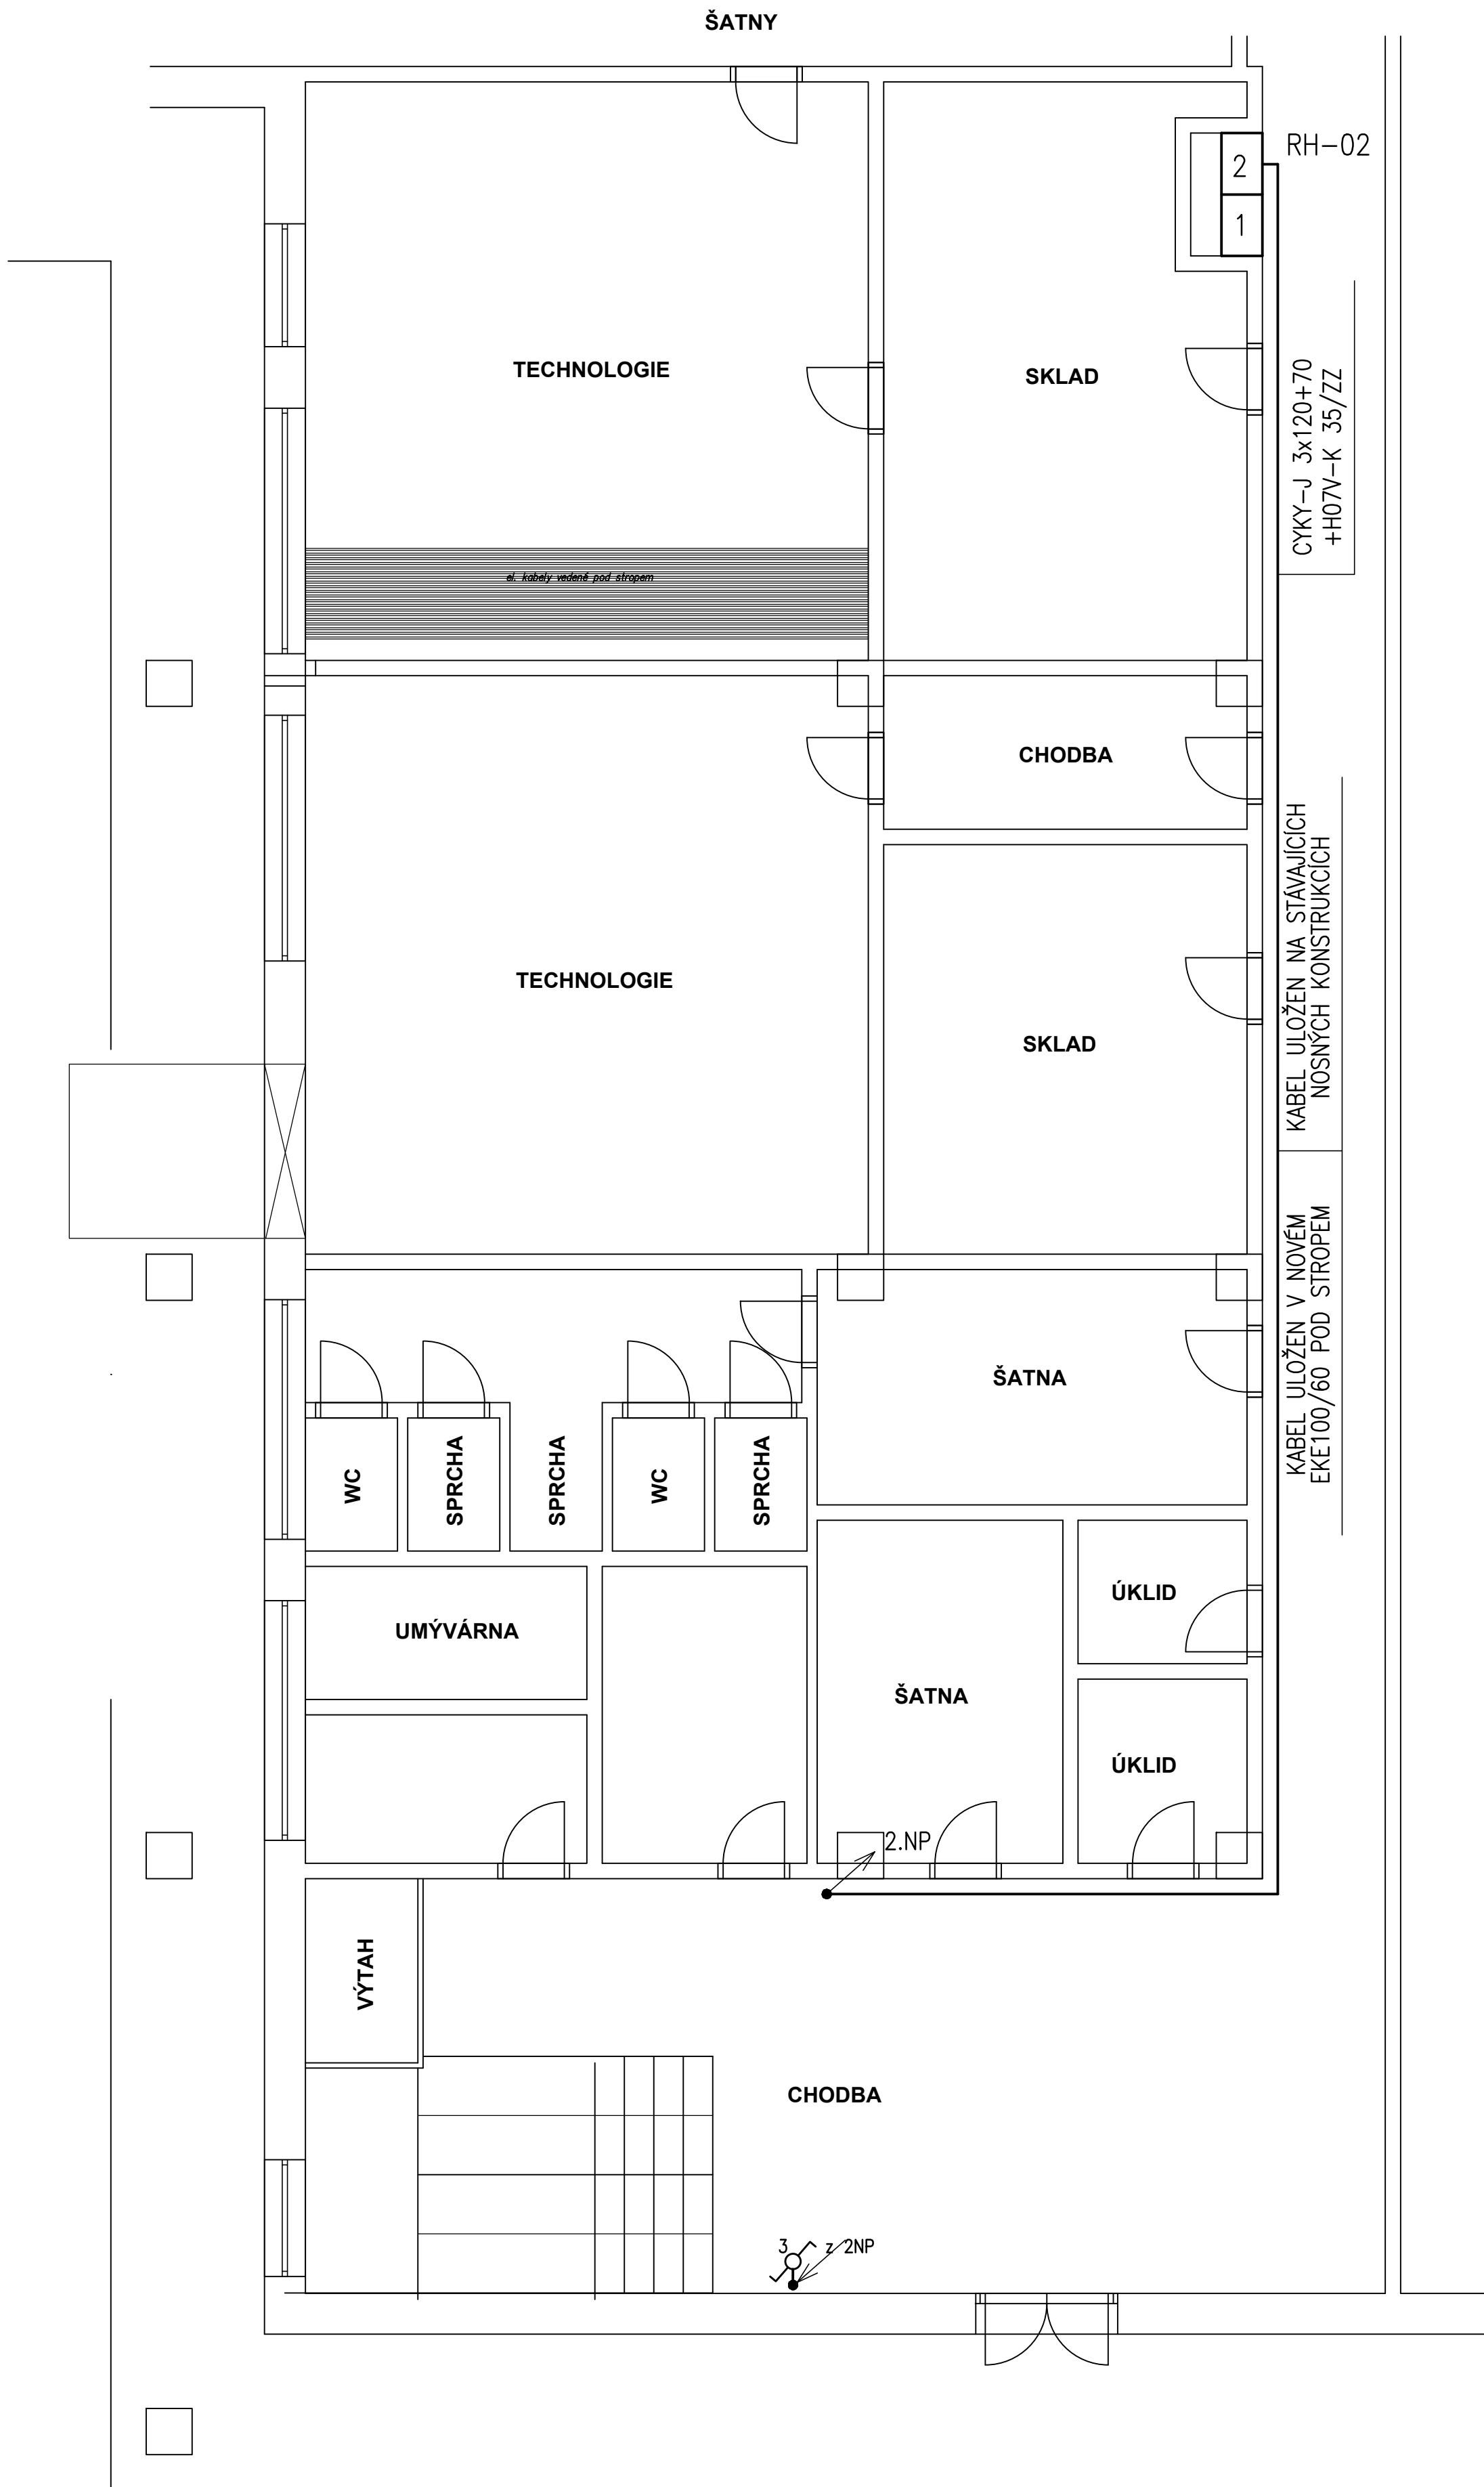 ŠATNY
RH-02
2
1
TECHNOLOGIE
SKLAD
CYKY-J 3x120+70
+H07V-K 35/ZZ
el. kabely vedené pod stropem
CHODBA
KABEL ULOŽEN NA STÁVAJÍCÍCH
NOSNÝCH KONSTRUKCÍCH
TECHNOLOGIE
SKLAD
KABEL ULOŽEN V NOVÉM
EKE100/60 POD STROPEM
ŠATNA
WC
SPRCHA
SPRCHA
WC
SPRCHA
ÚKLID
UMÝVÁRNA
ŠATNA
ÚKLID
2.NP
VÝTAH
CHODBA
3 z 2NP